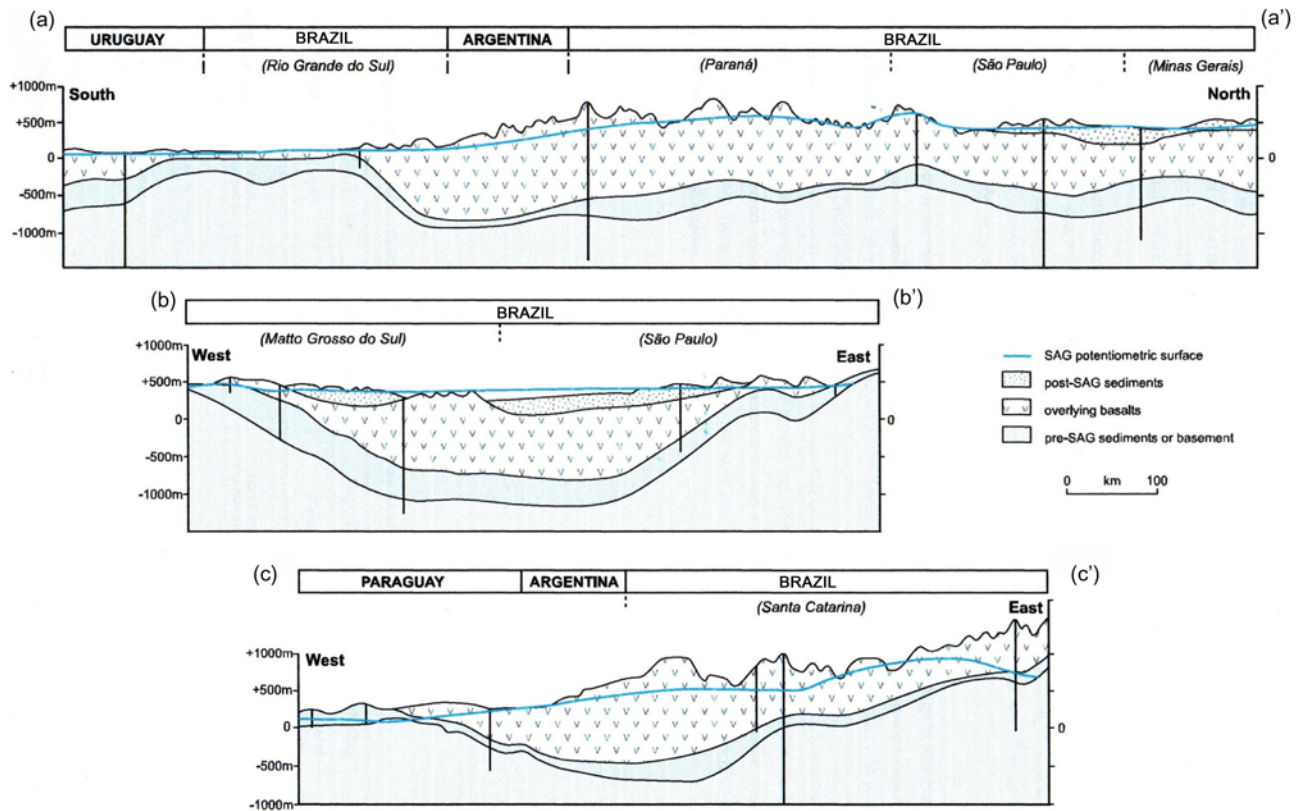 (a) (a')
URUGUAY BRAZIL ARGENTINA BRAZIL
(Rio Grande do Sul) (Paraná) (São Paulo) (Minas Gerais)
+1000m South North
+500m
0 0
-500m
-1000m
(b) (b')
BRAZIL
(Matto Grosso do Sul) (São Paulo)
+1000m West East
+500m
0 0
-500m
-1000m
SAG potentiometric surface
post-SAG sediments
overlying basalts
pre-SAG sediments or basement
0 km 100
(c) (c')
PARAGUAY ARGENTINA BRAZIL
(Santa Catarina) East
+1000m West
+500m
0 0
-500m
-1000m